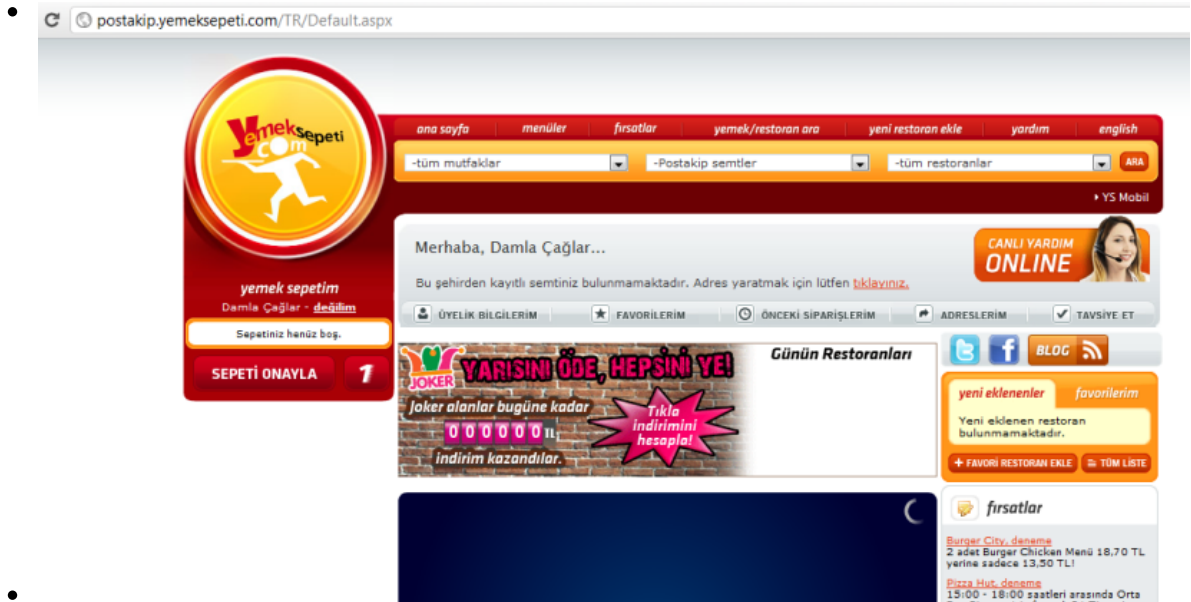 postakip.yemeksepeti.com/TR/Default.aspx
yemeksepeti
com
ana sayfa menüler fırsatlar yemek/restoran ara yeni restoran ekle yardım english
-tüm mutfaklar -Postakip semtler -tüm restoranlar ARA
YS Mobil
Merhaba, Damla Çağlar...
CANLI YARDIM
ONLINE
Bu şehirden kayıtlı semtiniz bulunmamaktadır. Adres yaratmak için lütfen tıklayınız.
ÜYELİK BİLGİLERİM FAVORİLERİM ÖNCEKİ SİPARİŞLERİM ADRESLERİM TAVSİYE ET
yemek sepetim
Damla Çağlar - değilim
Sepetiniz henüz boş.
SEPETİ ONAYLA 1
JOKER YARISINI ÖDE, HEPSİNİ YE!
Joker alanlar bugüne kadar
000000 TL
indirim kazandılar.
Tıkla
indirimini
hesapla!
Günün Restoranları
BLOG
yeni eklenenler favorilerim
Yeni eklenen restoran
bulunmamaktadır.
+ FAVORİ RESTORAN EKLE TÜM LİSTE
fırsatlar
Burger City, deneme
2 adet Burger Chicken Menü 18,70 TL
yerine sadece 13,50 TL!
Pizza Hut, deneme
15:00 - 18:00 saatleri arasında Orta